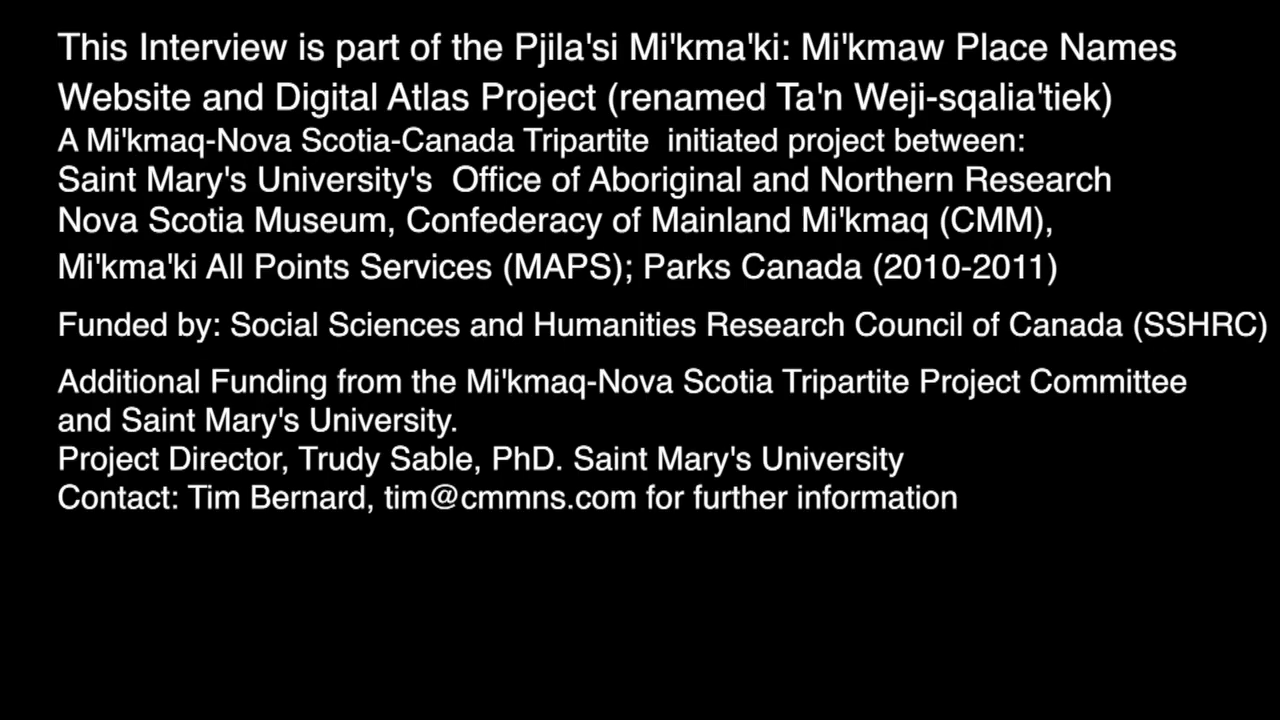 This Interview is part of the Pjila'si Mi'kma'ki: Mi'kmaw Place Names
Website and Digital Atlas Project (renamed Ta'n Weji-sqalia'tiek)
A Mi'kmaq-Nova Scotia-Canada Tripartite  initiated project between:
Saint Mary's University's  Office of Aboriginal and Northern Research
Nova Scotia Museum, Confederacy of Mainland Mi'kmaq (CMM),
Mi'kma'ki All Points Services (MAPS); Parks Canada (2010-2011)
Funded by: Social Sciences and Humanities Research Council of Canada (SSHRC)
Additional Funding from the Mi'kmaq-Nova Scotia Tripartite Project Committee
and Saint Mary's University.
Project Director, Trudy Sable, PhD. Saint Mary's University
Contact: Tim Bernard, tim@cmmns.com for further information